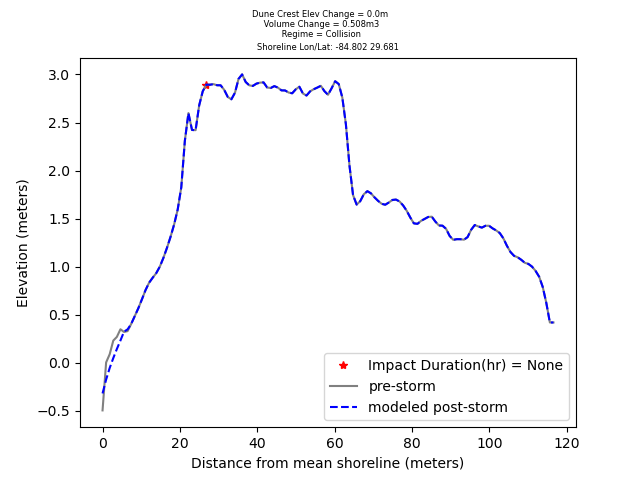 Dune Crest Elev Change = 0.0m
Volume Change = 0.508m3
Regime = Collision
Shoreline Lon/Lat: -84.802 29.681
3.0
2.5
2.0
1.5
1.0
0.5
0.0
−0.5
Elevation (meters)
Impact Duration(hr) = None
pre-storm
modeled post-storm
0 20 40 60 80 100 120
Distance from mean shoreline (meters)